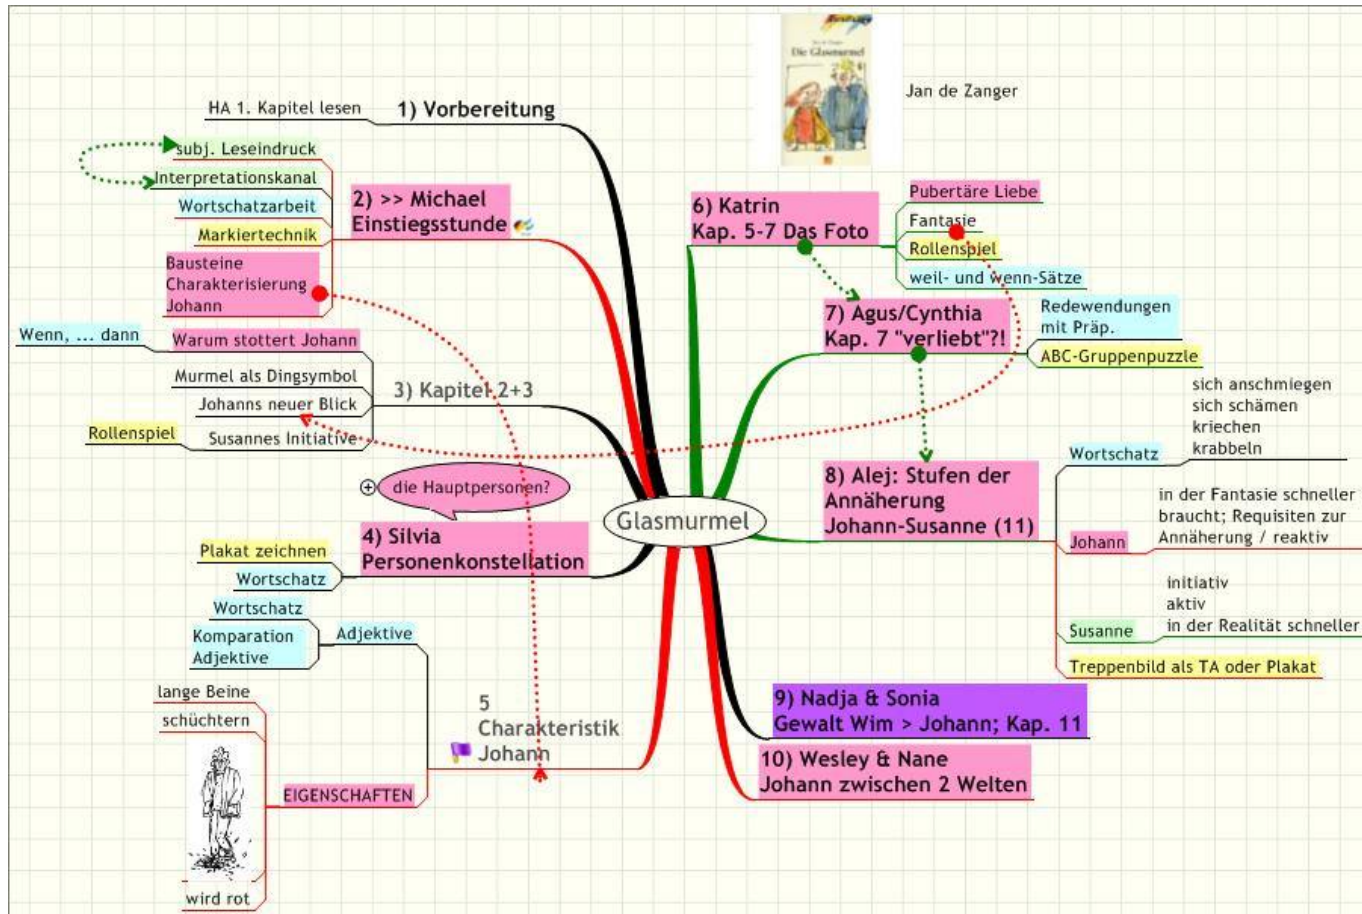 Die Glasmurmel
Jan de Zanger
Glasmurmel
1) Vorbereitung
HA 1. Kapitel lesen
2) >> Michael
Einstiegsstunde
subj. Leseindruck
Interpretationskanal
Wortschatzarbeit
Markiertechnik
Bausteine
Charakterisierung
Johann
3) Kapitel 2+3
Warum stottert Johann
Wenn, ... dann
Murmel als Dingsymbol
Johanns neuer Blick
Susannes Initiative
Rollenspiel
die Hauptpersonen?
4) Silvia
Personenkonstellation
Plakat zeichnen
Wortschatz
5
Charakteristik
Johann
Adjektive
Wortschatz
Komparation
Adjektive
EIGENSCHAFTEN
lange Beine
schüchtern
wird rot
6) Katrin
Kap. 5-7 Das Foto
Pubertäre Liebe
Fantasie
Rollenspiel
weil- und wenn-Sätze
7) Agus/Cynthia
Kap. 7 "verliebt"?!
Redewendungen
mit Präp.
ABC-Gruppenpuzzle
8) Alej: Stufen der
Annäherung
Johann-Susanne (11)
Wortschatz
sich anschmiegen
sich schämen
kriechen
krabbeln
Johann
in der Fantasie schneller
braucht; Requisiten zur
Annäherung / reaktiv
Susanne
initiativ
aktiv
in der Realität schneller
Treppenbild als TA oder Plakat
9) Nadja & Sonia
Gewalt Wim > Johann; Kap. 11
10) Wesley & Nane
Johann zwischen 2 Welten